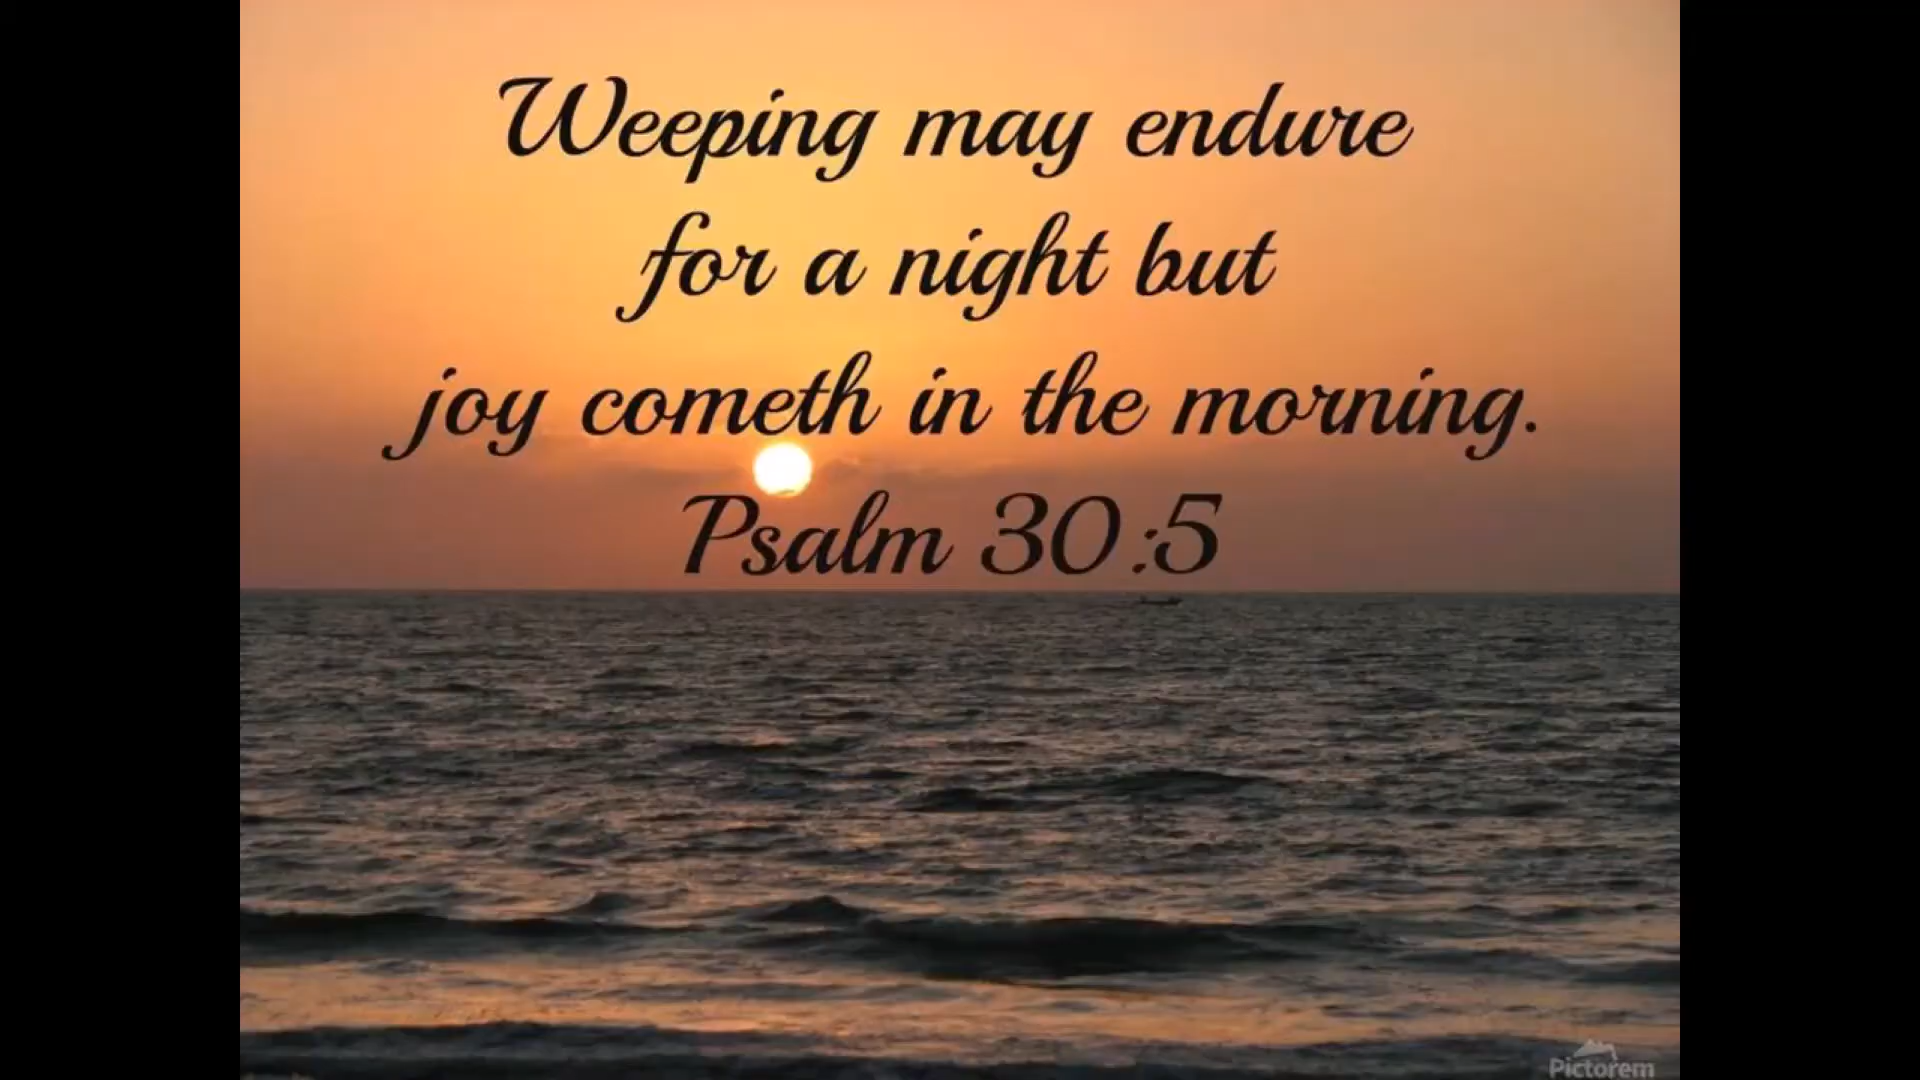 Weeping may endure
for a night but
joy cometh in the morning.
Psalm 30:5
Pictorem